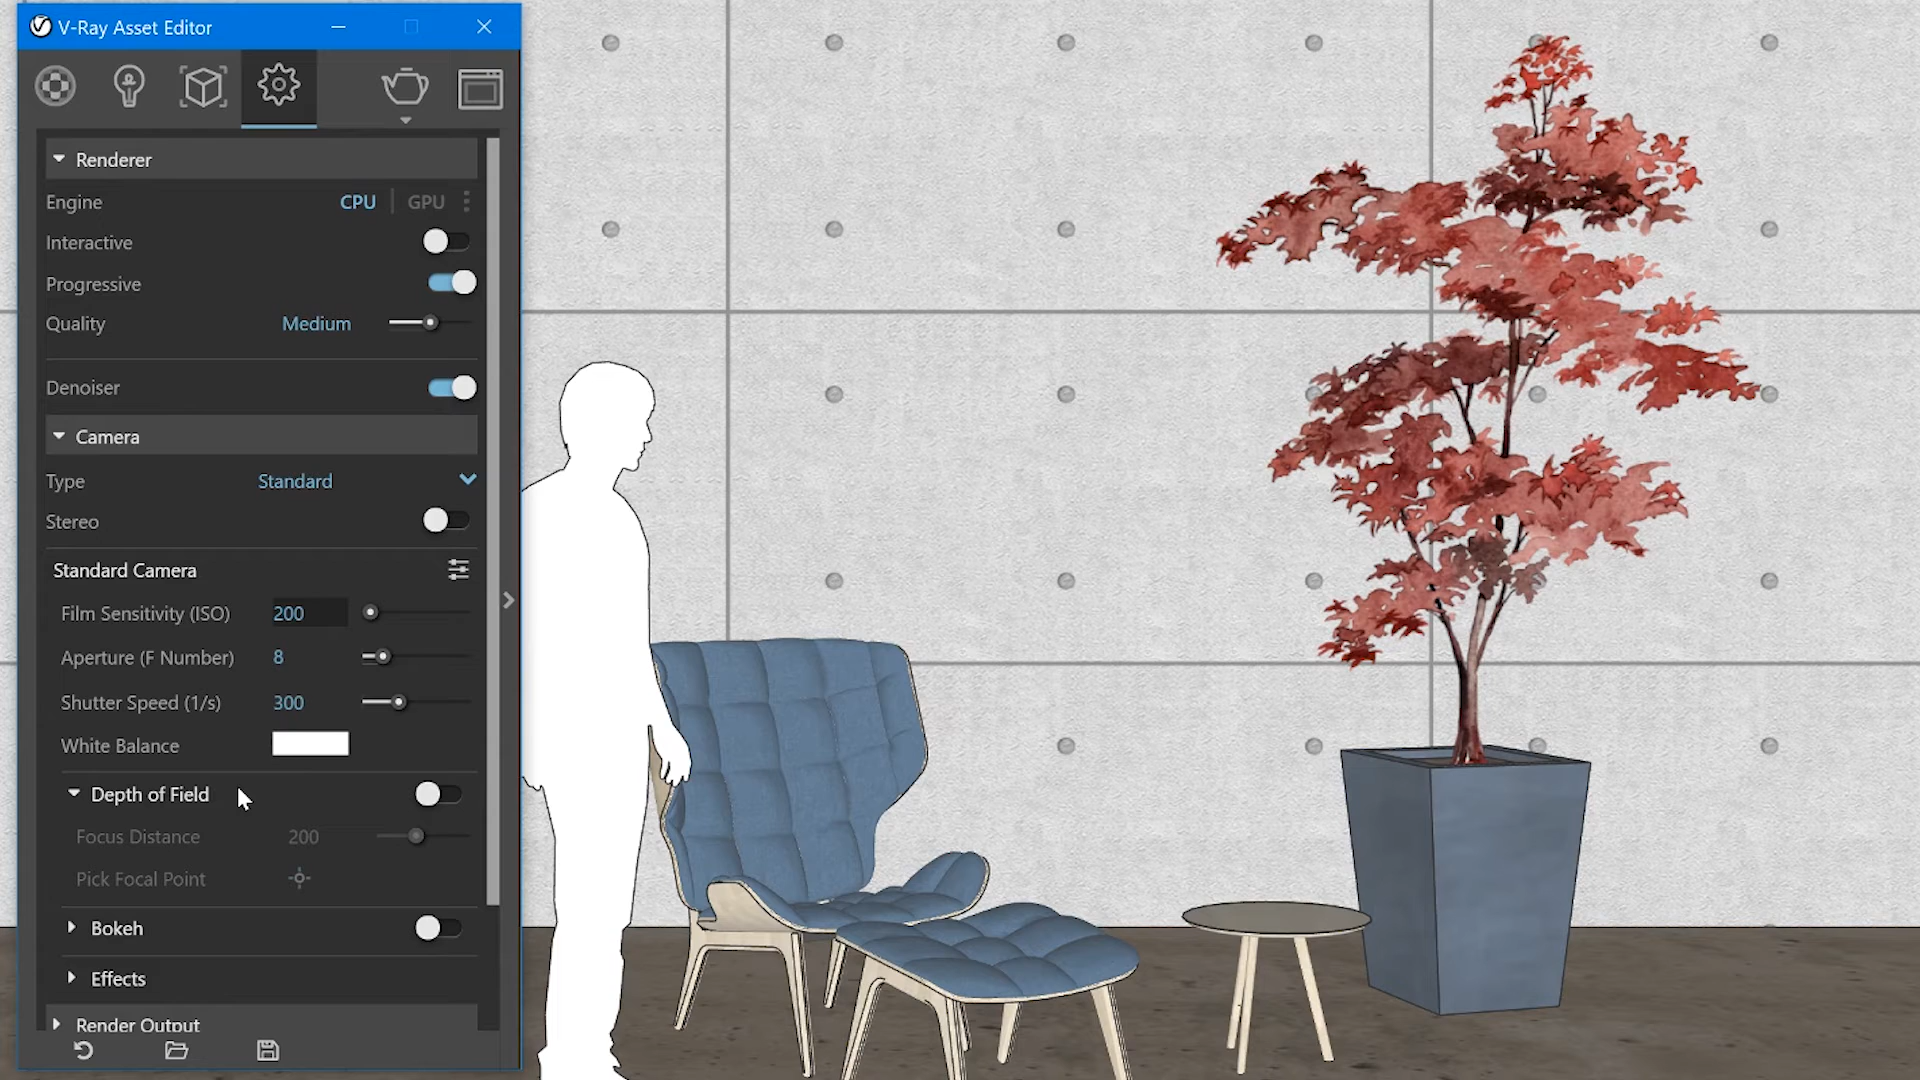 V-Ray Asset Editor
Renderer
Engine CPU GPU
Interactive
Progressive
Quality Medium
Denoiser
Camera
Type Standard
Stereo
Standard Camera
Film Sensitivity (ISO) 200
Aperture (F Number) 8
Shutter Speed (1/s) 300
White Balance
Depth of Field
Focus Distance 200
Pick Focal Point
Bokeh
Effects
Render Output